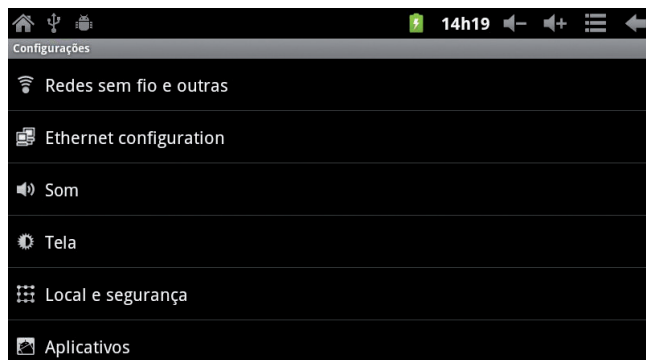 14h19
Configurações
Redes sem fio e outras
Ethernet configuration
Som
Tela
Local e segurança
Aplicativos